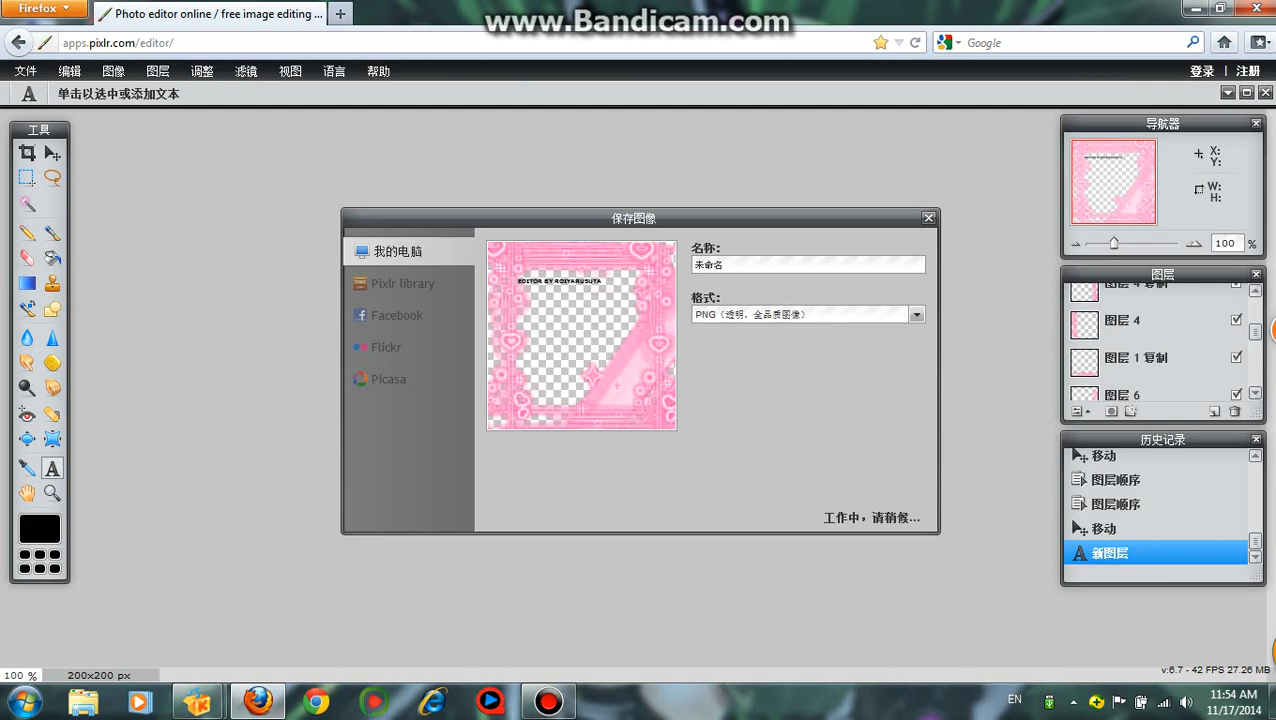 Firefox
Photo editor online / free image editing ...
www.Bandicam.com
apps.pixlr.com/editor/
Google
文件 编辑 图像 图层 调整 滤镜 视图 语言 帮助
登录 注册
A 单击以选中或添加文本
工具
导航器
X:
Y:
W:
H:
100 %
保存图像
我的电脑
Pixlr library
Facebook
Flickr
Picasa
EDITOR BY ROIYARUSUTA
名称:
未命名
格式:
PNG（透明，全品质图像）
工作中，请稍候...
图层
图层 4 复制
图层 4
图层 1 复制
图层 6
历史记录
移动
图层顺序
图层顺序
移动
A 新图层
100 % 200x200 px
v:6.7 - 42 FPS 27.26 MB
EN
11:54 AM
11/17/2014